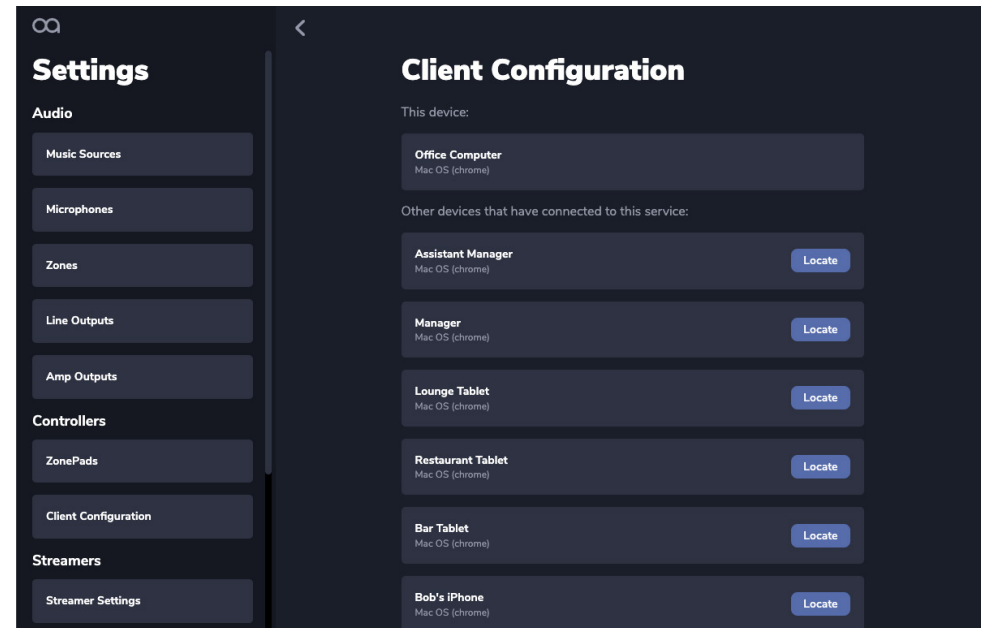 Settings
Audio
Music Sources
Microphones
Zones
Line Outputs
Amp Outputs
Controllers
ZonePads
Client Configuration
Streamers
Streamer Settings
Client Configuration
This device:
Office Computer
Mac OS (chrome)
Other devices that have connected to this service:
Assistant Manager
Mac OS (chrome)
Locate
Manager
Mac OS (chrome)
Locate
Lounge Tablet
Mac OS (chrome)
Locate
Restaurant Tablet
Mac OS (chrome)
Locate
Bar Tablet
Mac OS (chrome)
Locate
Bob's iPhone
Mac OS (chrome)
Locate